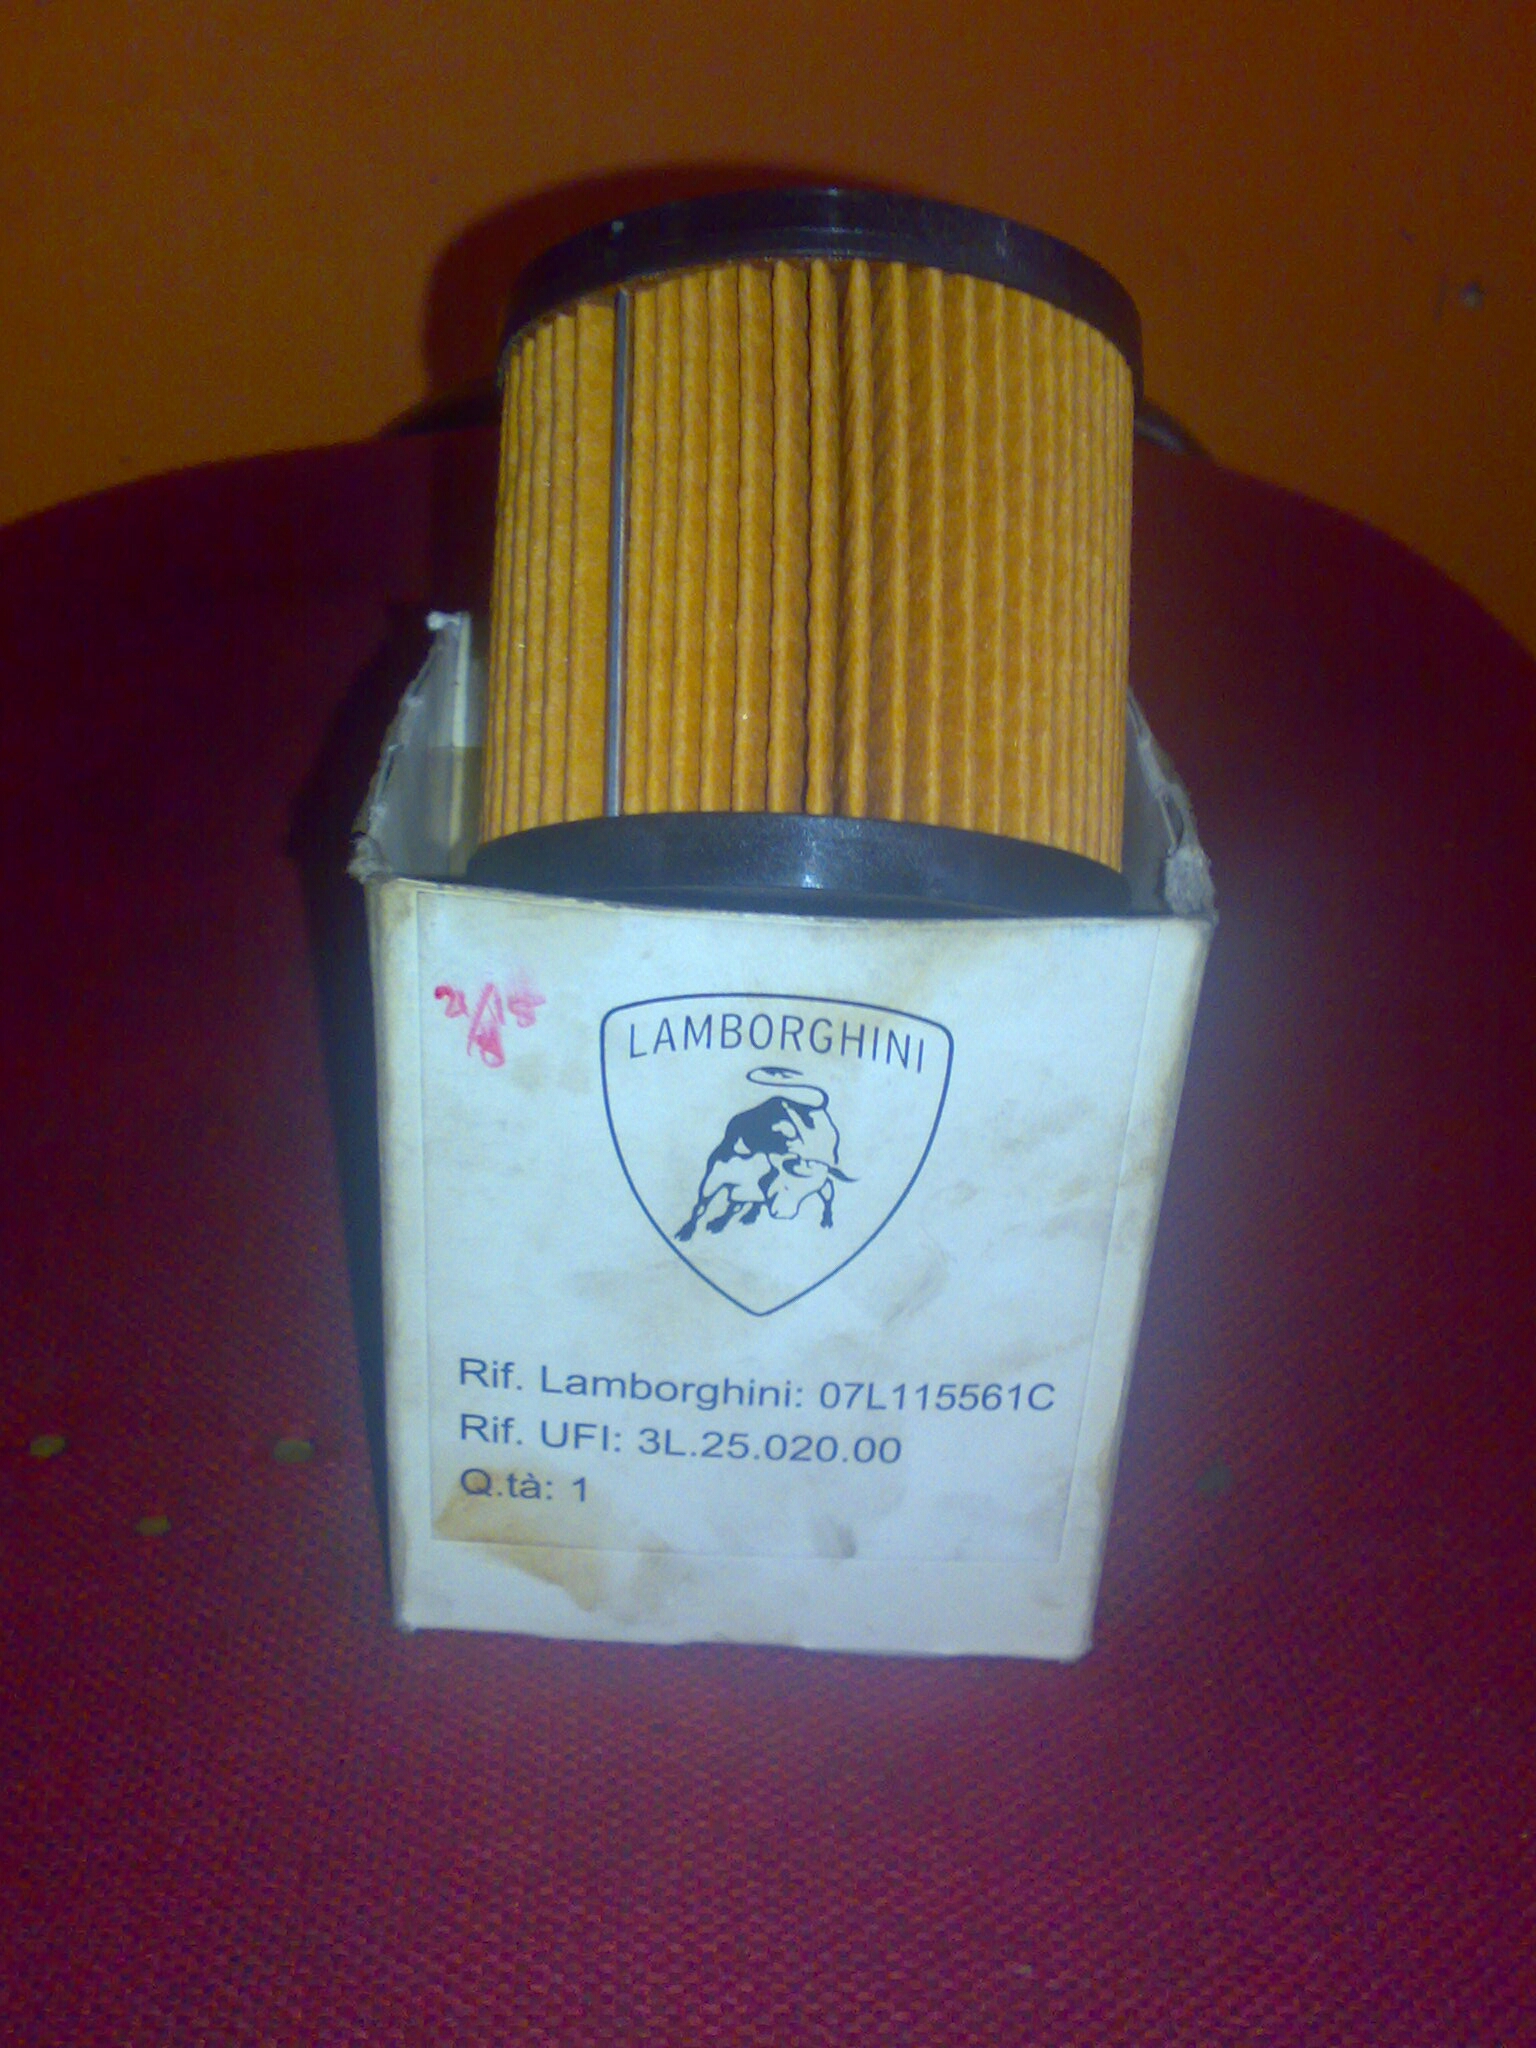 LAMBORGHINI
Rif. Lamborghini: 07L115561C
Rif. UFI: 3L.25.020.00
Q.tà: 1